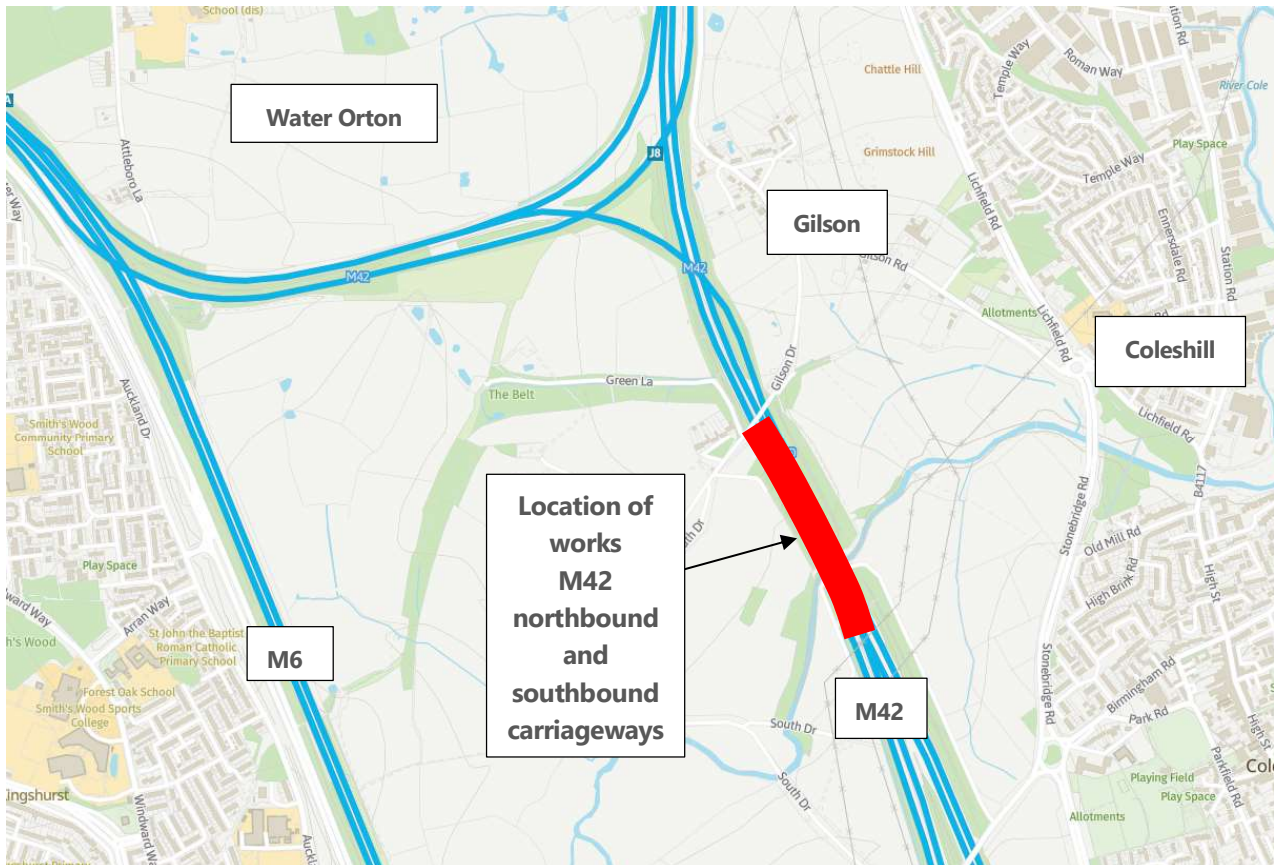 School (dis)
Water Orton
Attleboro La
J8
M42
M42
Chattle Hill
Grimstock Hill
Roman Way
Temple Way
Temple Way
River Cole
Play Space
Station Rd
Ennersdale Rd
Lichfield Rd
Lichfield Rd
Lichfield Rd
Gilson
Gilson Rd
Allotments
Coleshill
Gilson Dr
Green La
The Belt
Auckland Dr
Smith's Wood
Community Primary
School
Play Space
Arran Way
St John the Baptist
Roman Catholic
Primary School
Forest Oak School
Smith's Wood Sports
College
M6
Location of
works
M42
northbound
and
southbound
carriageways
M42
South Dr
South Dr
Stonebridge Rd
Stonebridge Rd
Old Mill Rd
High Brink Rd
High St
High St
B4117
Birmingham Rd
Park Rd
Parkfield Rd
Playing Field
Play Space
Allotments